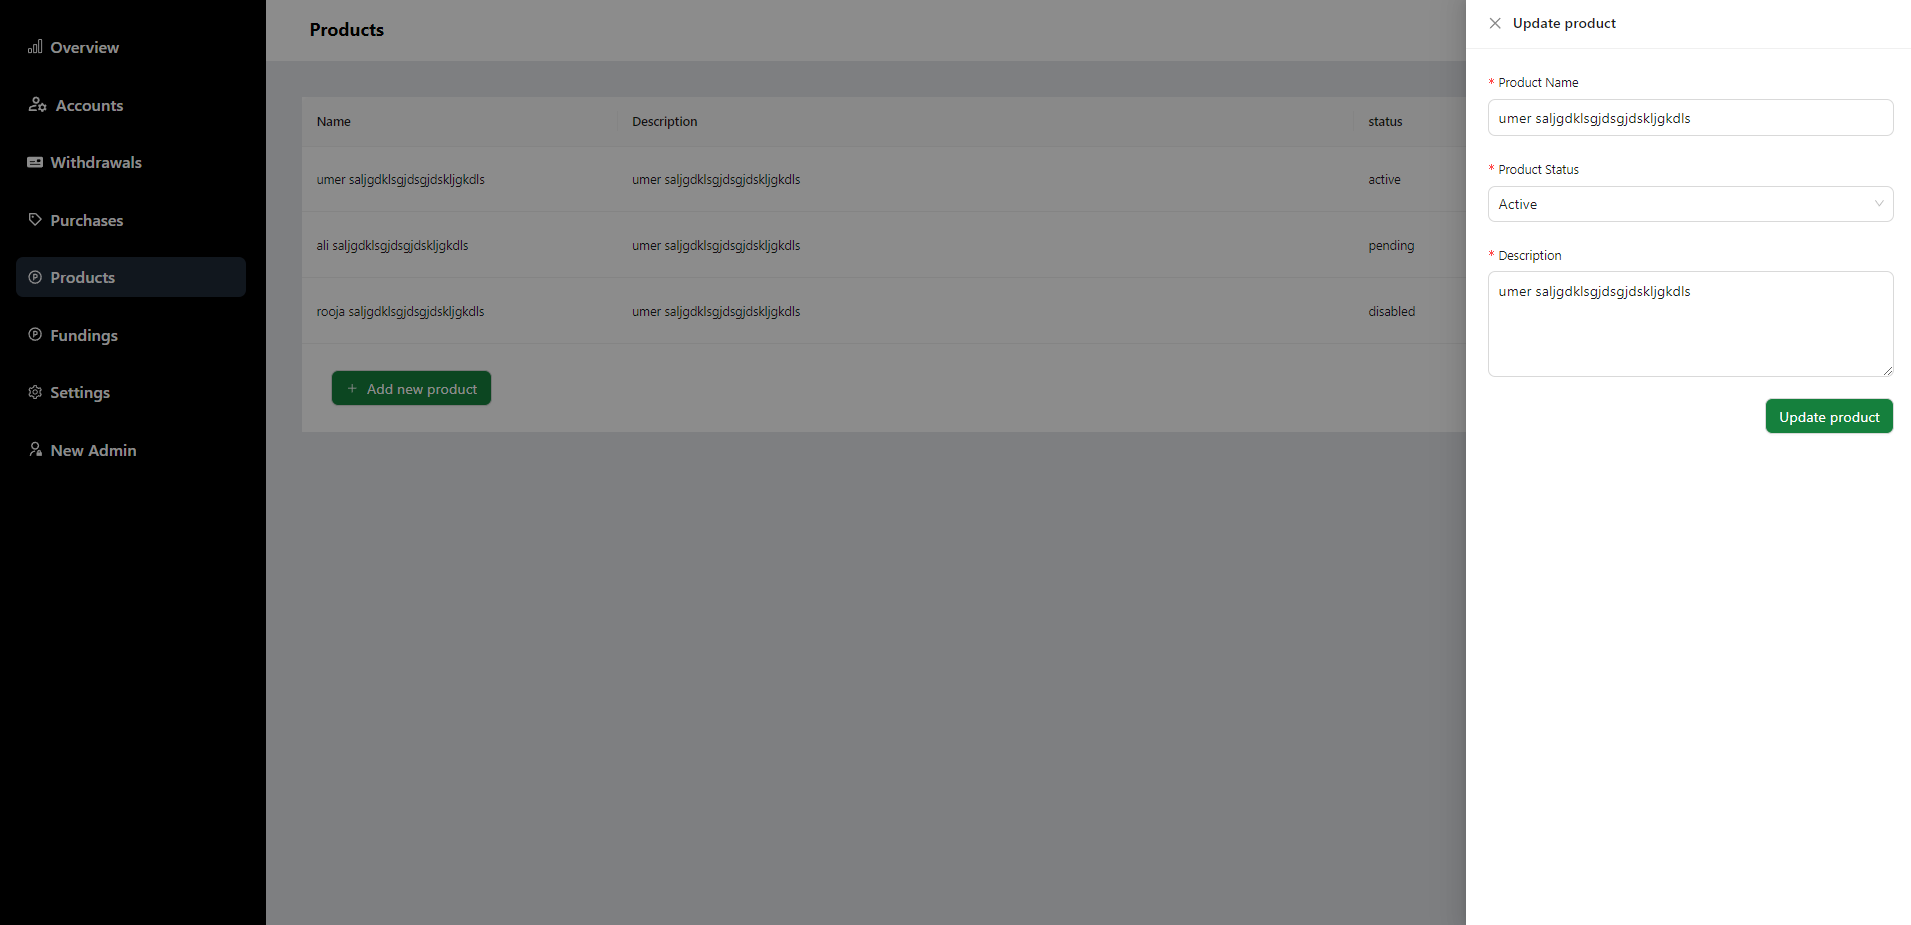 Overview
Accounts
Withdrawals
Purchases
Products
Fundings
Settings
New Admin
Products
Name Description status
umer saljgdklsgjdsgjdskljgkdls umer saljgdklsgjdsgjdskljgkdls active
ali saljgdklsgjdsgjdskljgkdls umer saljgdklsgjdsgjdskljgkdls pending
rooja saljgdklsgjdsgjdskljgkdls umer saljgdklsgjdsgjdskljgkdls disabled
+ Add new product
Update product
* Product Name
umer saljgdklsgjdsgjdskljgkdls
* Product Status
Active
* Description
umer saljgdklsgjdsgjdskljgkdls
Update product